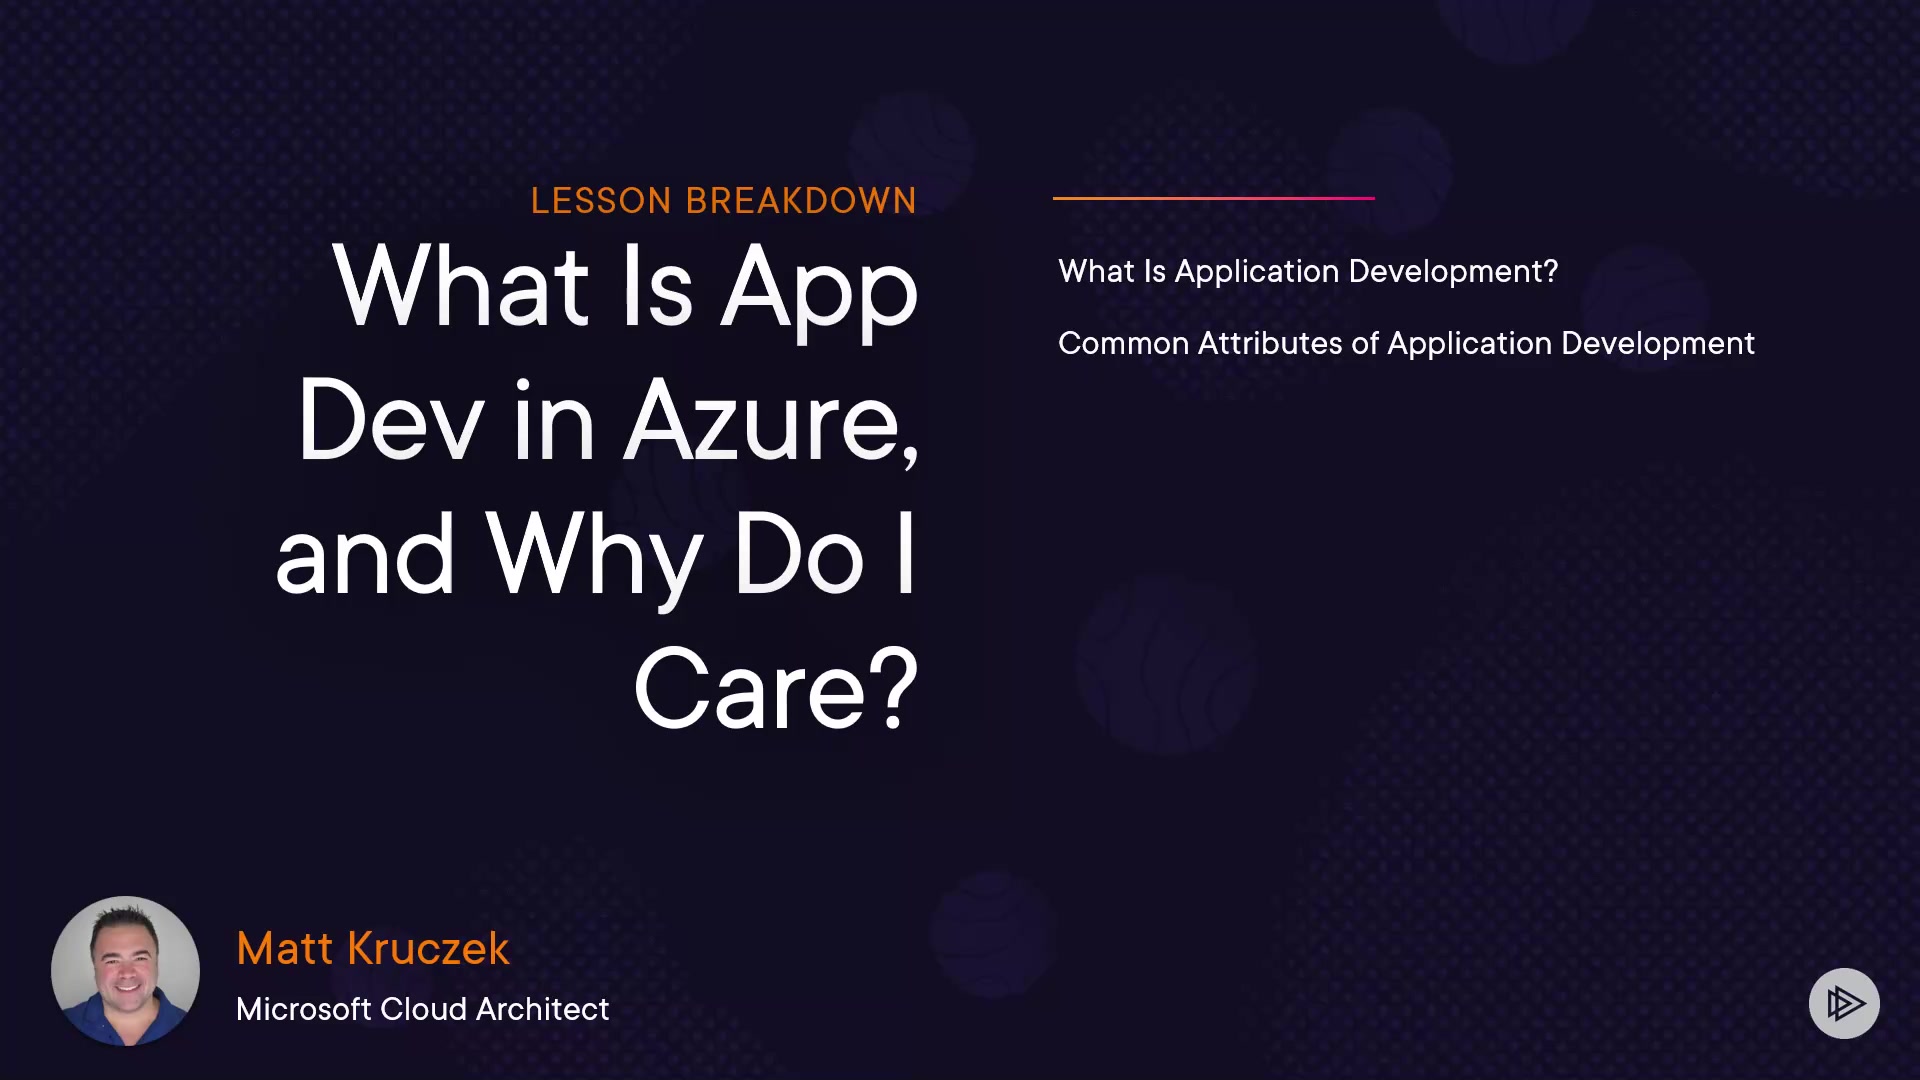 LESSON BREAKDOWN
What Is App
Dev in Azure,
and Why Do I
Care?
What Is Application Development?
Common Attributes of Application Development
Matt Kruczek
Microsoft Cloud Architect